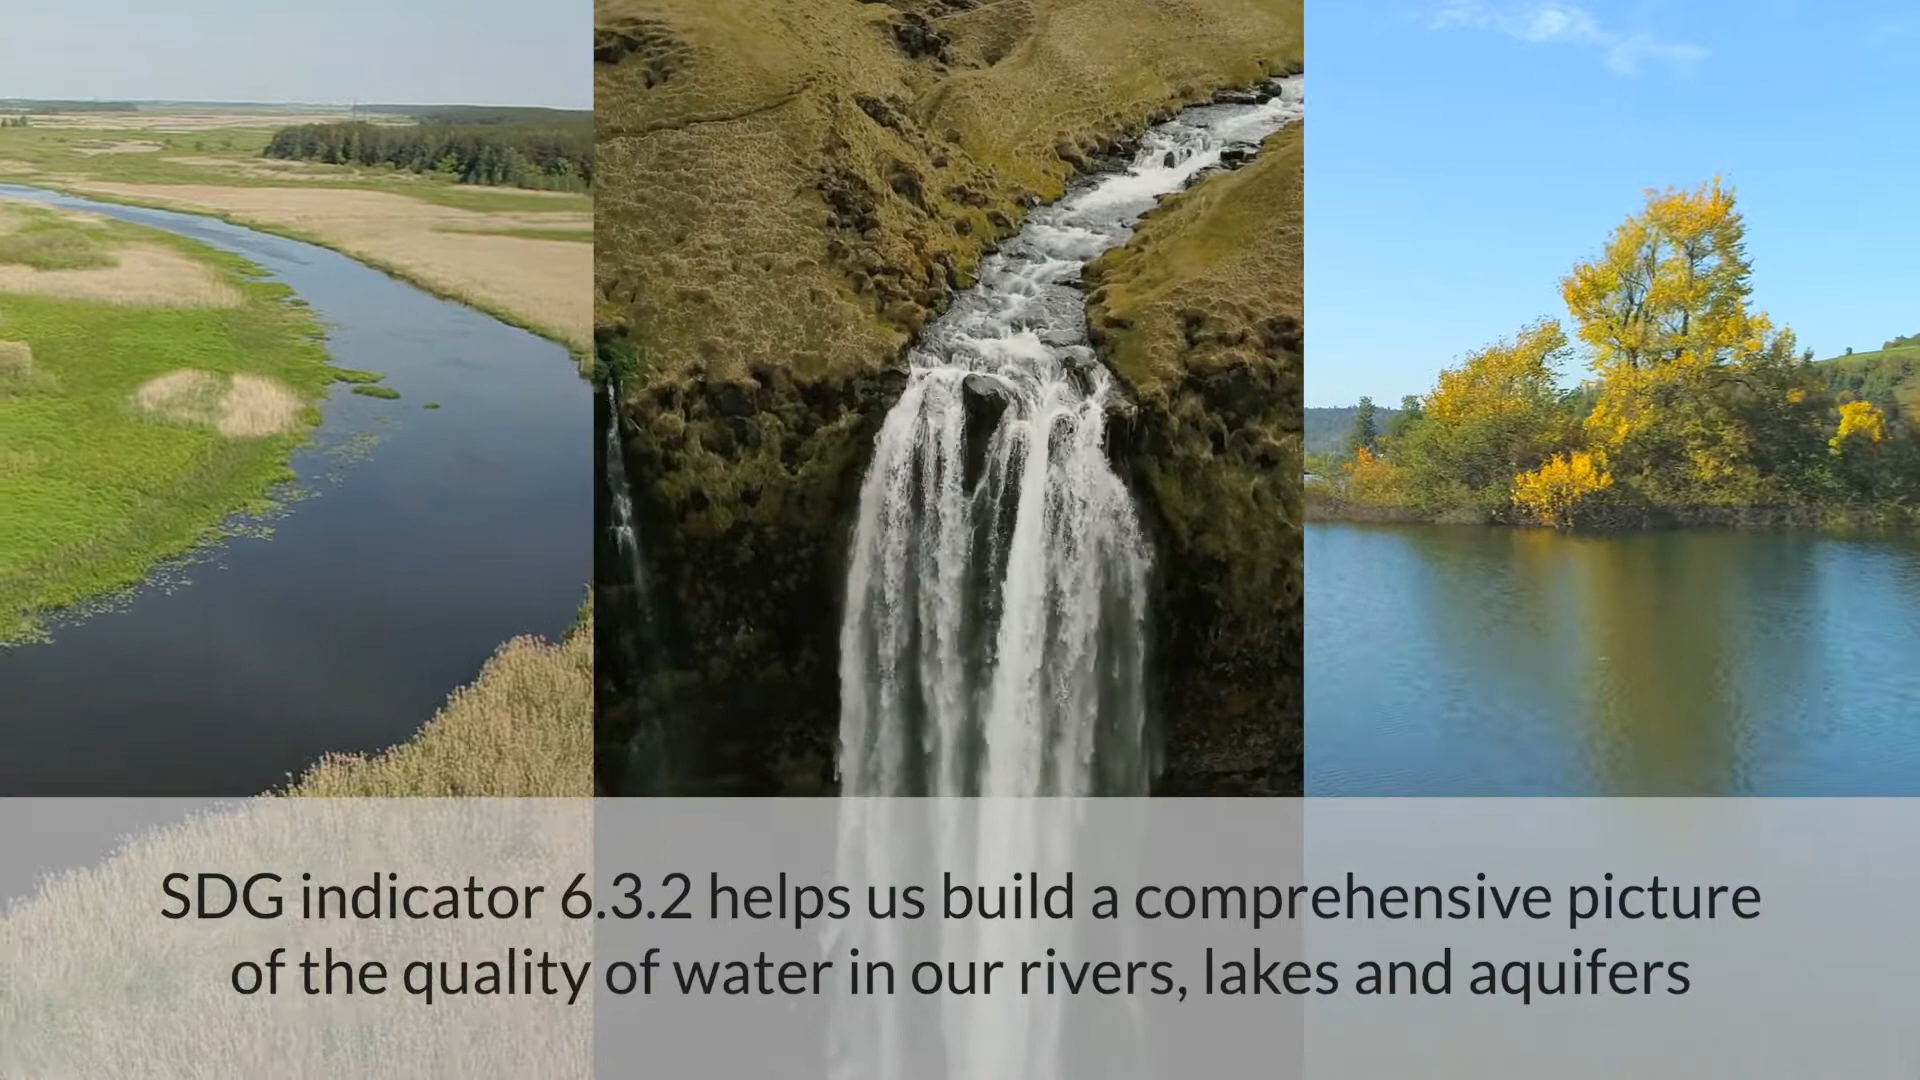 SDG indicator 6.3.2 helps us build a comprehensive picture
of the quality of water in our rivers, lakes and aquifers